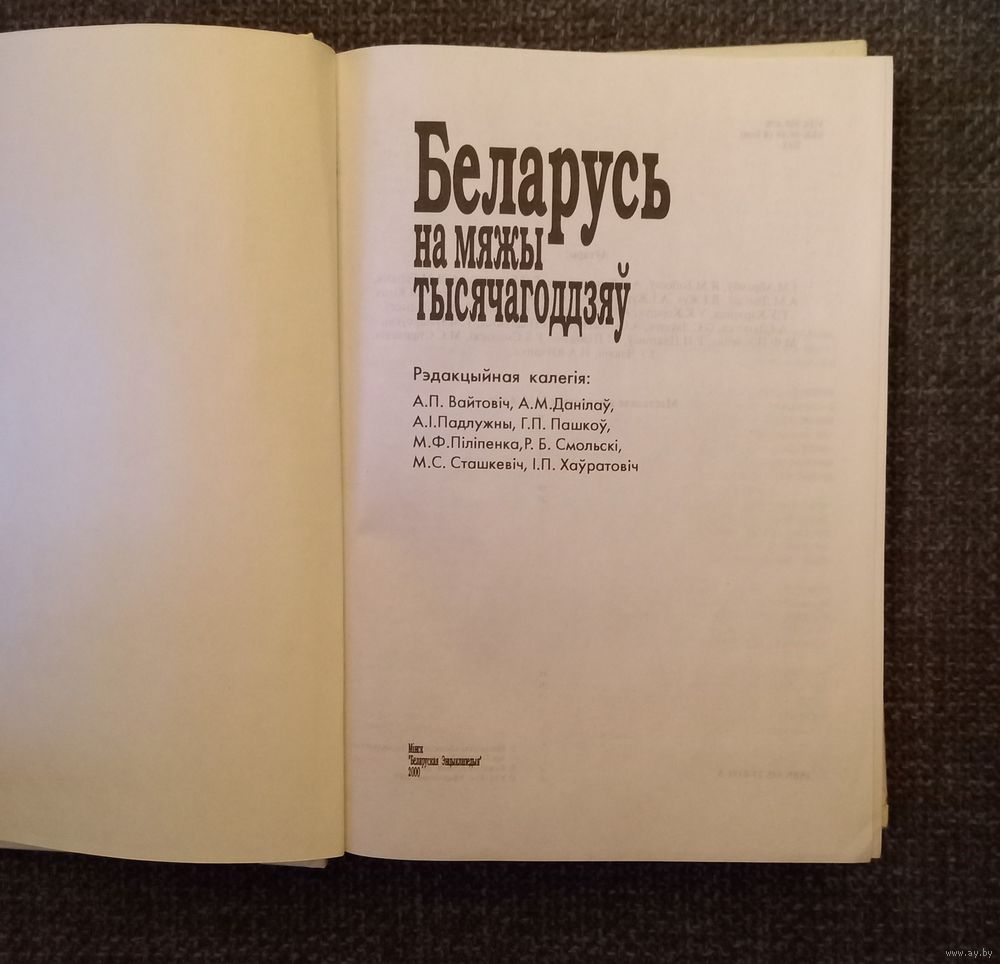 Беларусь
на мяжы
тысячагоддзяў
Рэдакцыйная калегія:
А.П. Вайтовіч, А.М.Данілаў,
А.І.Падлужны, Г.П. Пашкоў,
М.Ф.Піліпенка,Р. Б. Смольскі,
М.С. Сташкевіч, І.П. Хаўратовіч
Мінск
"Беларуская Энцыклапедыя"
2000
www.ay.by